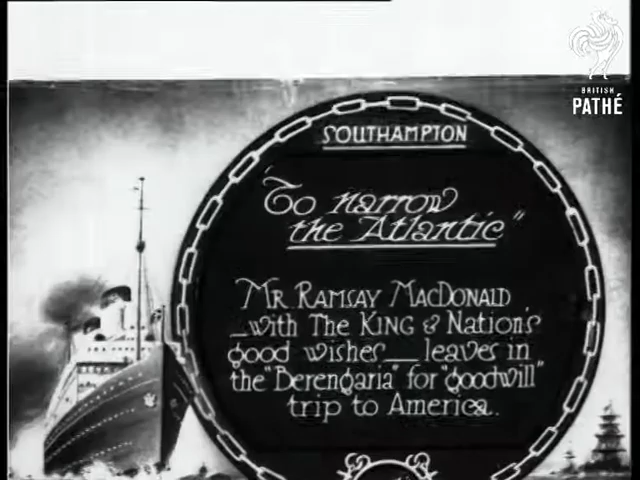 BRITISH
PATHÉ
SOUTHAMPTON
"To narrow
the Atlantic"
MR RAMSAY MACDONALD,
_with The KING & Nation's
good wishes_ leaves in
the "Berengaria" for "goodwill"
trip to America.